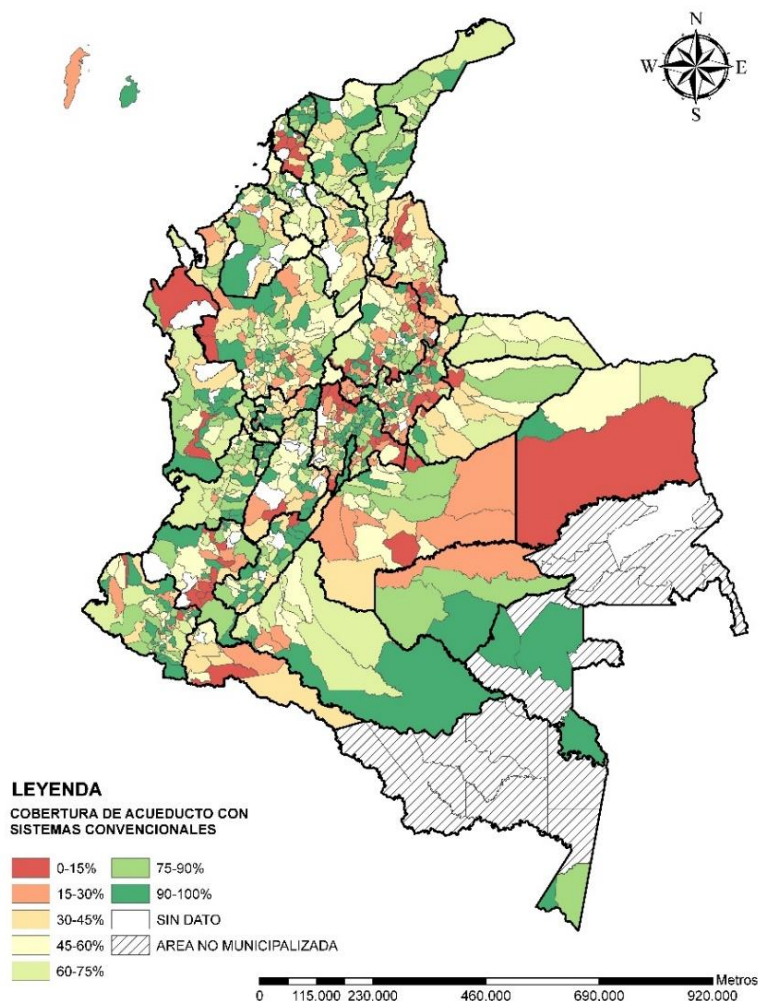 N
W E
S
LEYENDA
COBERTURA DE ACUEDUCTO CON
SISTEMAS CONVENCIONALES
0-15% 75-90%
15-30% 90-100%
30-45% SIN DATO
45-60% AREA NO MUNICIPALIZADA
60-75%
Metros
0 115.000 230.000 460.000 690.000 920.000